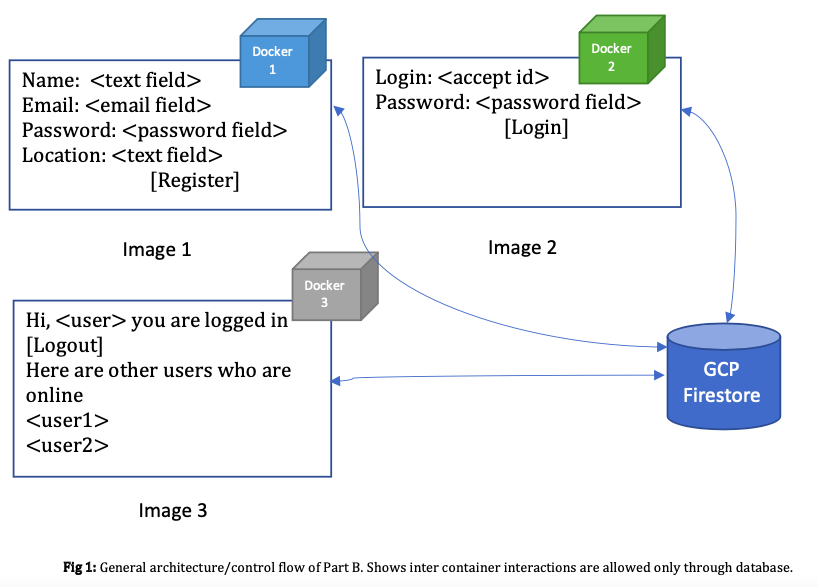 Docker
1
Name: <text field>
Email: <email field>
Password: <password field>
Location: <text field>
[Register]
Image 1
Docker
2
Login: <accept id>
Password: <password field>
[Login]
Image 2
Docker
3
Hi, <user> you are logged in
[Logout]
Here are other users who are
online
<user1>
<user2>
Image 3
GCP
Firestore
Fig 1: General architecture/control flow of Part B. Shows inter container interactions are allowed only through database.